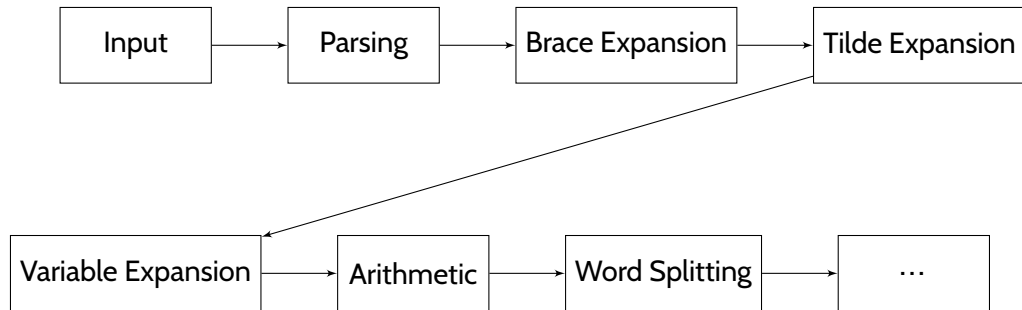 Input
Parsing
Brace Expansion
Tilde Expansion
Variable Expansion
Arithmetic
Word Splitting
...